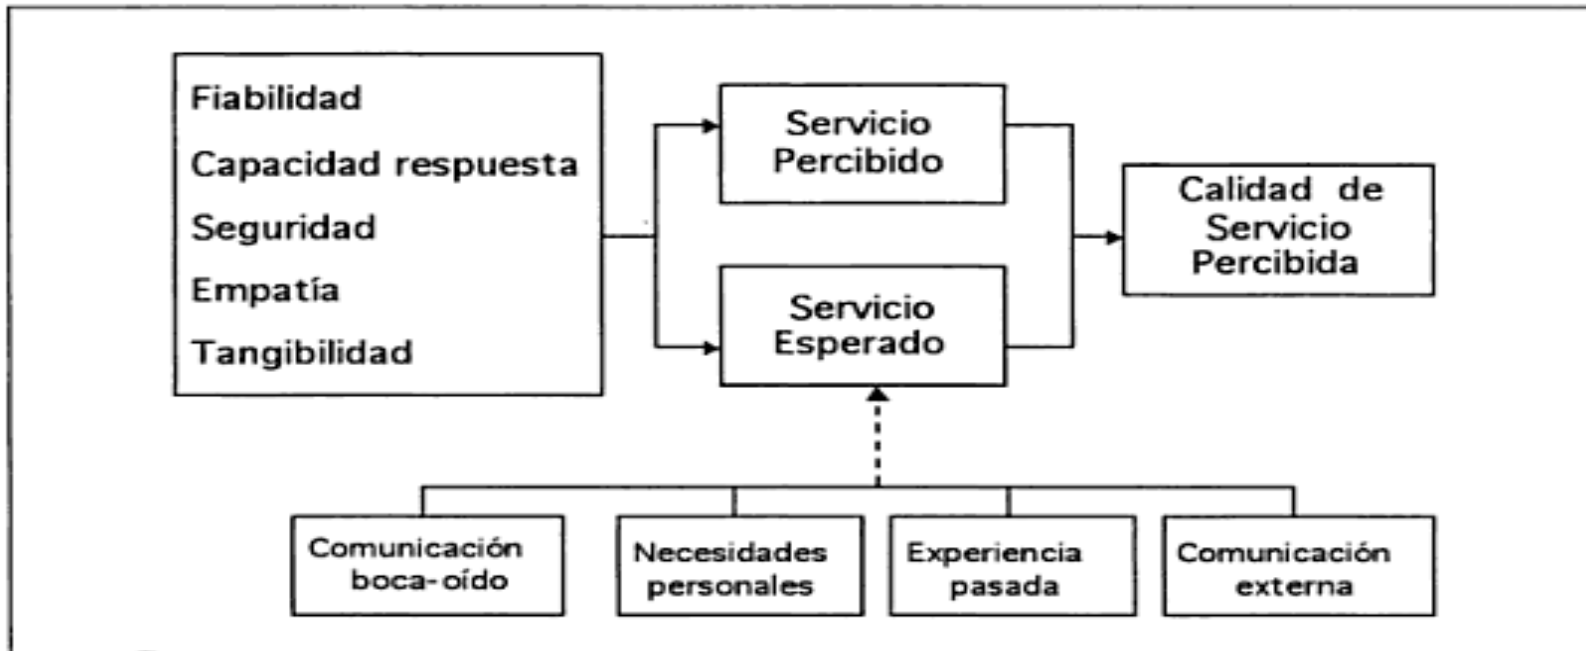 Fiabilidad
Capacidad respuesta
Seguridad
Empatía
Tangibilidad
Servicio
Percibido
Servicio
Esperado
Calidad de
Servicio
Percibida
Comunicación
boca-oído
Necesidades
personales
Experiencia
pasada
Comunicación
externa